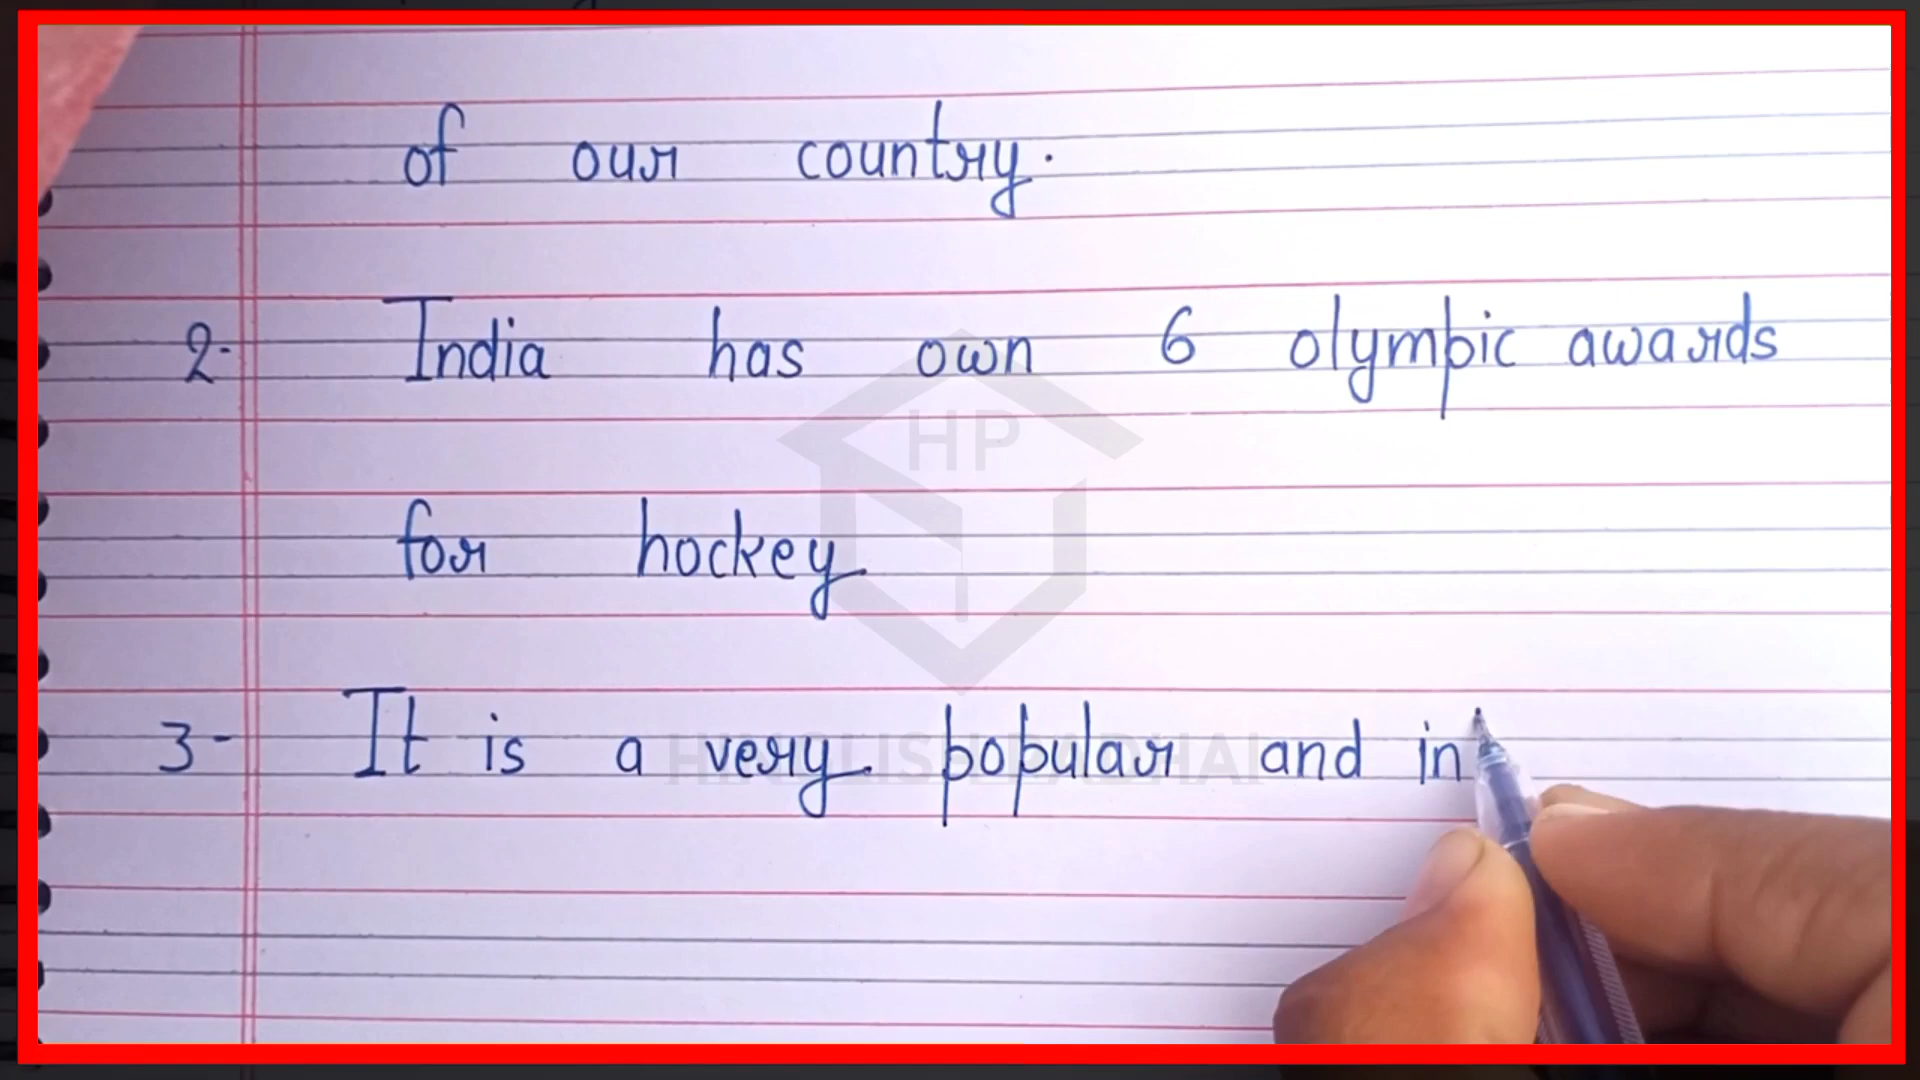 of our country.
2- India has own 6 olympic awards
for hockey
HP
3- It is a very popular and in